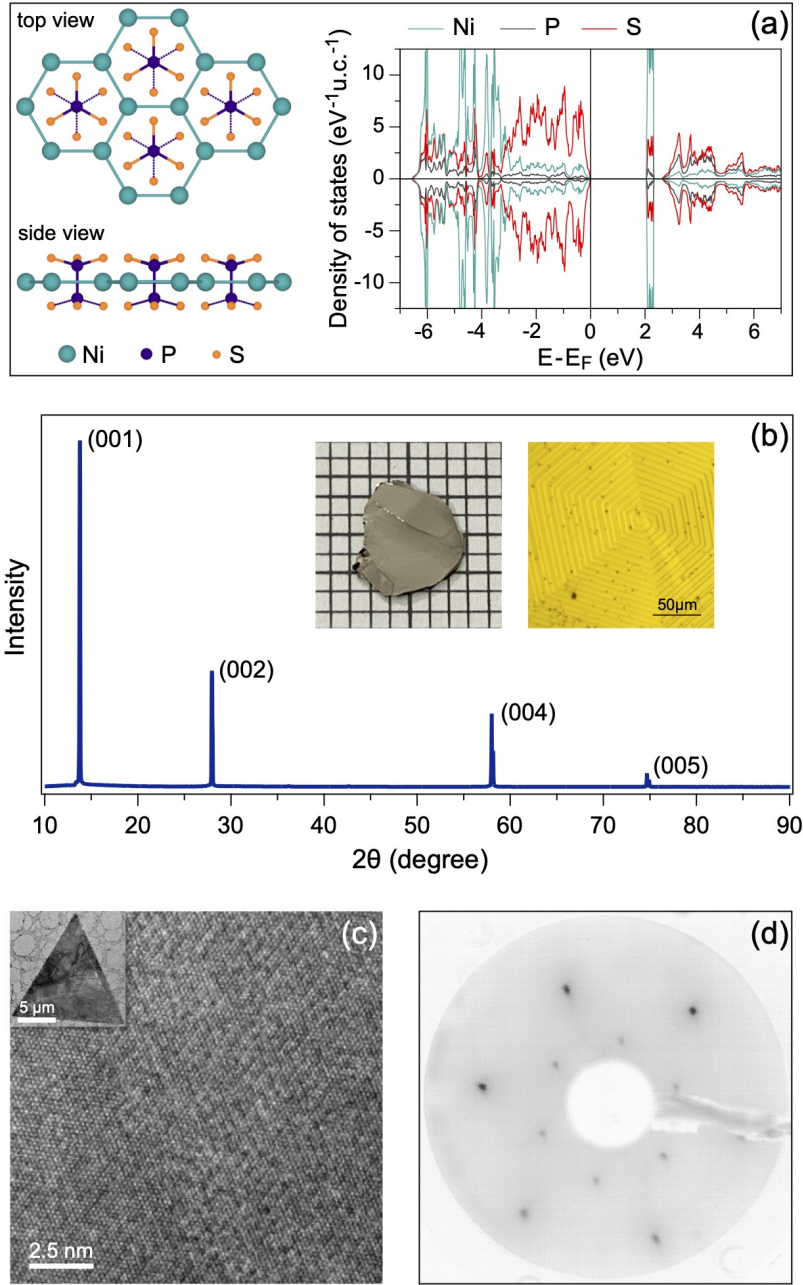 top view
side view
Ni P S
Ni P S
(a)
Density of states (eV⁻¹u.c.⁻¹)
10
5
0
-5
-10
-6 -4 -2 0 2 4 6
E-E_F (eV)
(b)
(001)
(002)
(004)
(005)
50μm
Intensity
10 20 30 40 50 60 70 80 90
2θ (degree)
(c)
5 μm
2.5 nm
(d)